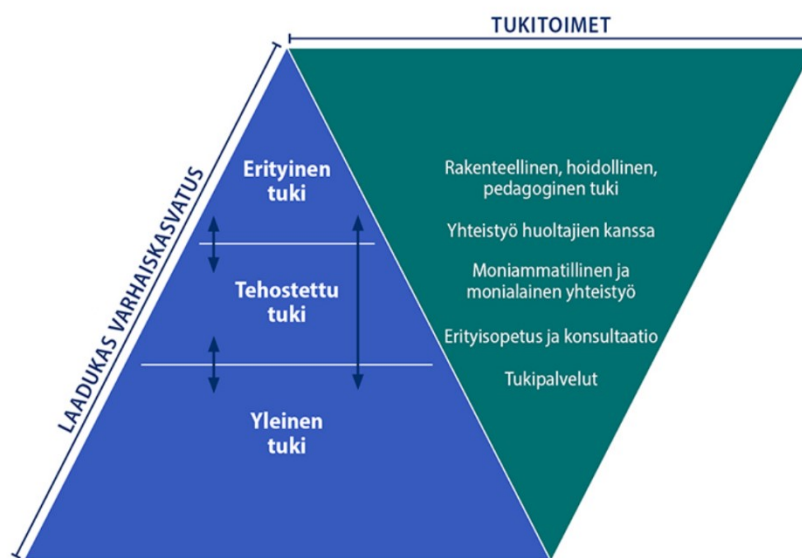 TUKITOIMET
LAADUKAS VARHAISKASVATUS
Erityinen
tuki
Tehostettu
tuki
Yleinen
tuki
Rakenteellinen, hoidollinen,
pedagoginen tuki
Yhteistyö huoltajien kanssa
Moniammatillinen ja
monialainen yhteistyö
Erityisopetus ja konsultaatio
Tukipalvelut